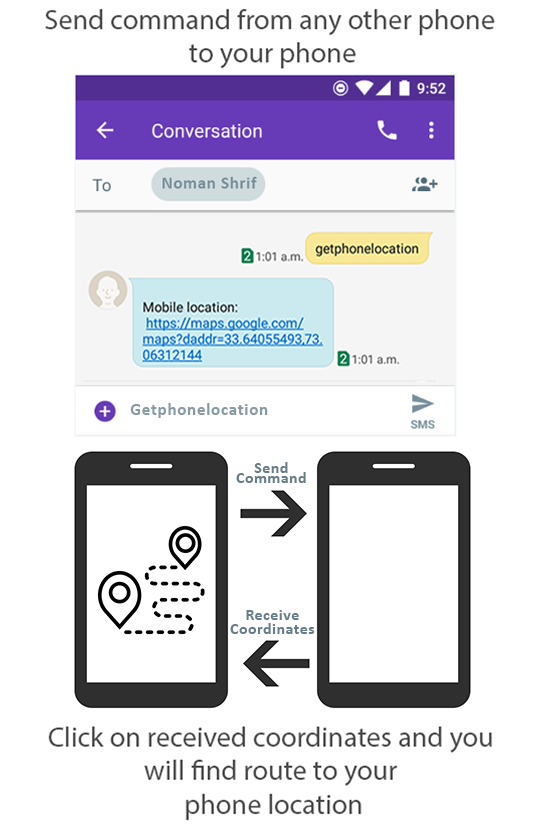 Send command from any other phone
to your phone
9:52
Conversation
To
Noman Shrif
getphonelocation
2 1:01 a.m.
Mobile location:
https://maps.google.com/
maps?daddr=33.64055493,73.
06312144
2 1:01 a.m.
Getphonelocation
SMS
Send
Command
Receive
Coordinates
Click on received coordinates and you
will find route to your
phone location